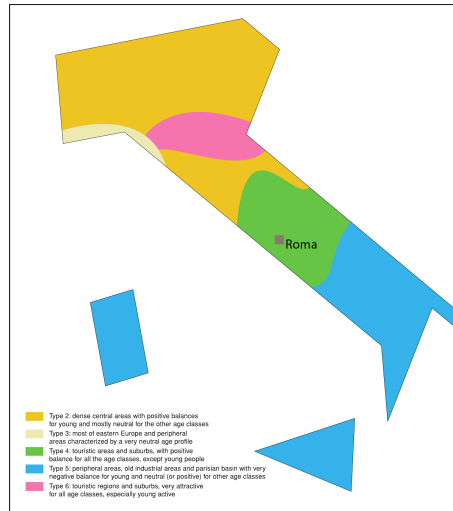 Roma
Type 2: dense central areas with positive balances
for young and mostly neutral for the other age classes
Type 3: most of eastern Europe and peripheral
areas characterized by a very neutral age profile
Type 4: touristic areas and suburbs, with positive
balance for all the age classes, except young people
Type 5: peripheral areas, old industrial areas and parisian basin with very
negative balance for young and neutral (or positive) for other age classes
Type 6: touristic regions and suburbs, very attractive
for all age classes, especially young active